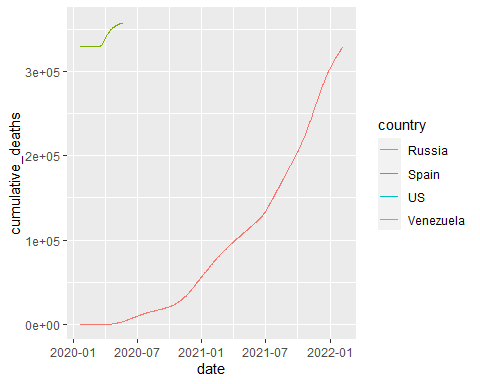 3e+05
2e+05
1e+05
0e+00
cumulative_deaths
2020-01 2020-07 2021-01 2021-07 2022-01
date
country
Russia
Spain
US
Venezuela